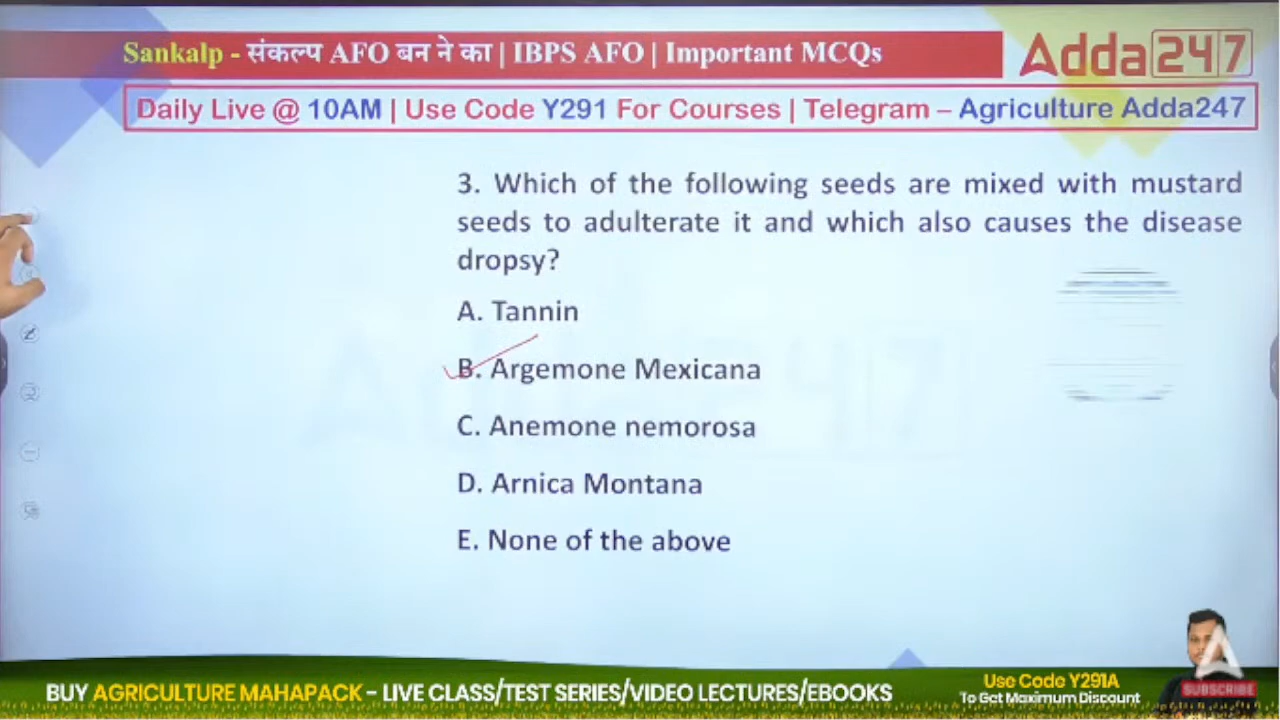 Sankalp - संकल्प AFO बन ने का | IBPS AFO | Important MCQs
Adda247
Daily Live @ 10AM | Use Code Y291 For Courses | Telegram – Agriculture Adda247
3. Which of the following seeds are mixed with mustard
seeds to adulterate it and which also causes the disease
dropsy?
A. Tannin
B. Argemone Mexicana
C. Anemone nemorosa
D. Arnica Montana
E. None of the above
BUY AGRICULTURE MAHAPACK - LIVE CLASS/TEST SERIES/VIDEO LECTURES/EBOOKS
Use Code Y291A
To Get Maximum Discount
SUBSCRIBE